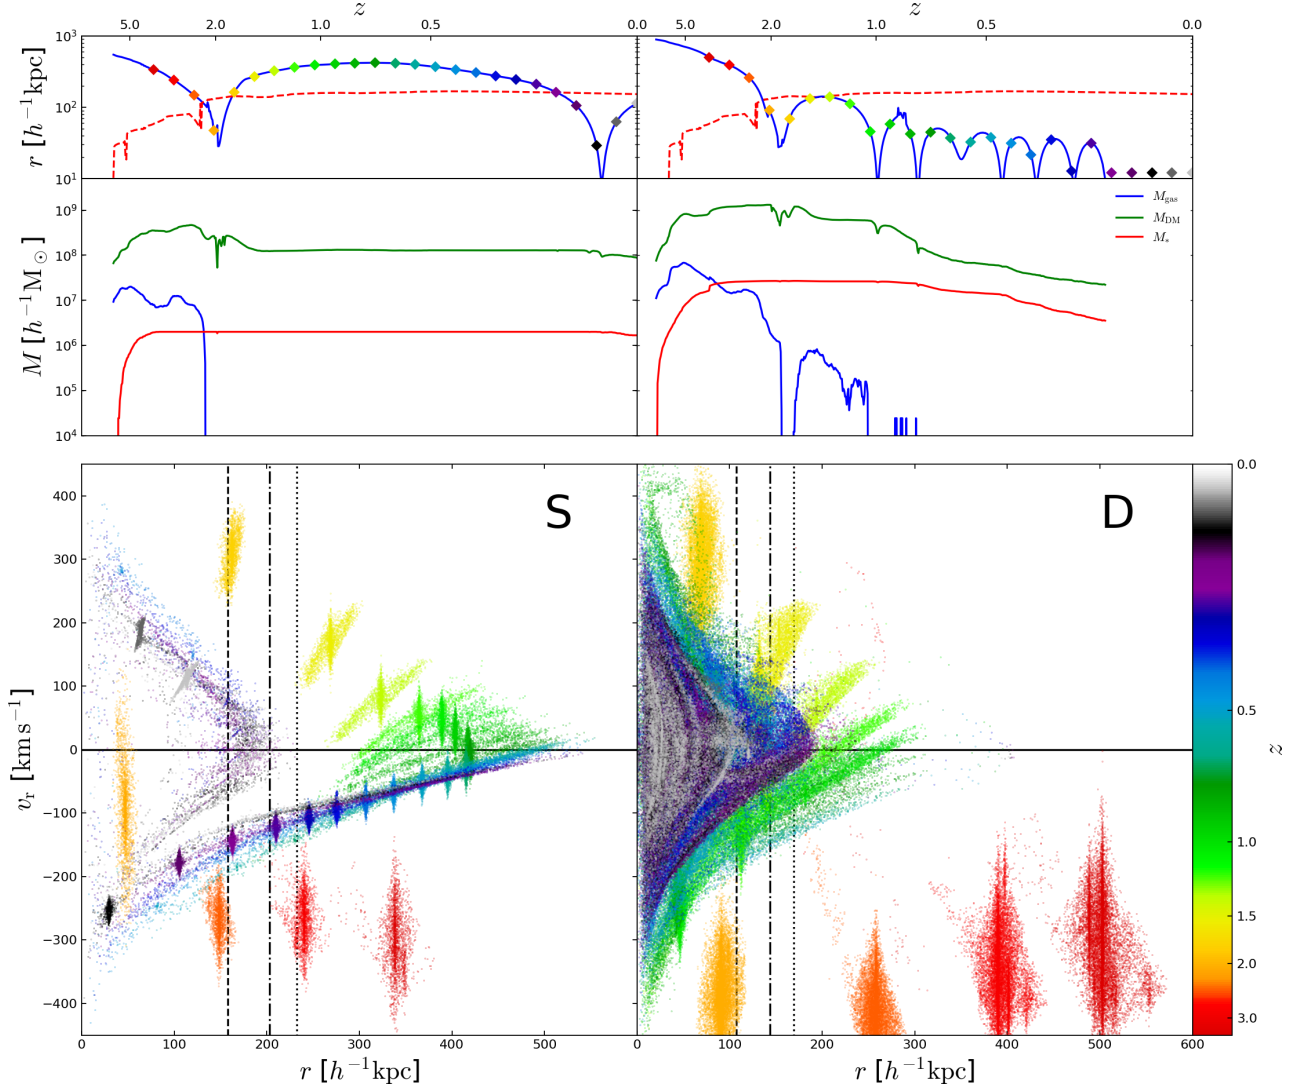 z z
5.0 2.0 1.0 0.5 0.0 5.0 2.0 1.0 0.5 0.0
r [h⁻¹kpc]
10³
10²
10¹
M [h⁻¹M⊙]
10⁹
10⁸
10⁷
10⁶
10⁵
10⁴
M_gas
M_DM
M_s
v_r [km s⁻¹]
400
300
200
100
0
−100
−200
−300
−400
S D
0 100 200 300 400 500 0 100 200 300 400 500 600
r [h⁻¹kpc] r [h⁻¹kpc]
0.0
0.5
1.0
1.5
2.0
3.0
z